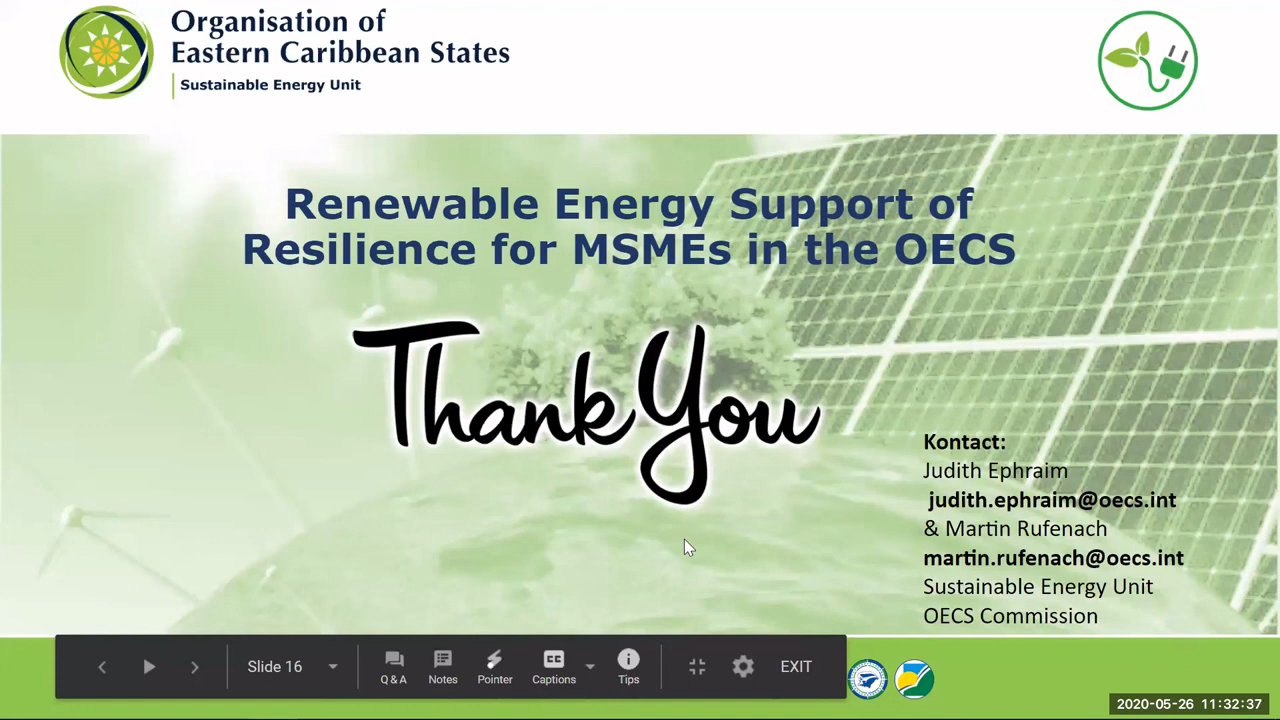 Organisation of
Eastern Caribbean States
Sustainable Energy Unit
Renewable Energy Support of
Resilience for MSMEs in the OECS
Thank You
Kontact:
Judith Ephraim
judith.ephraim@oecs.int
& Martin Rufenach
martin.rufenach@oecs.int
Sustainable Energy Unit
OECS Commission
Slide 16
Q & A
Notes
Pointer
CC
Captions
Tips
EXIT
2020-05-26 11:32:37